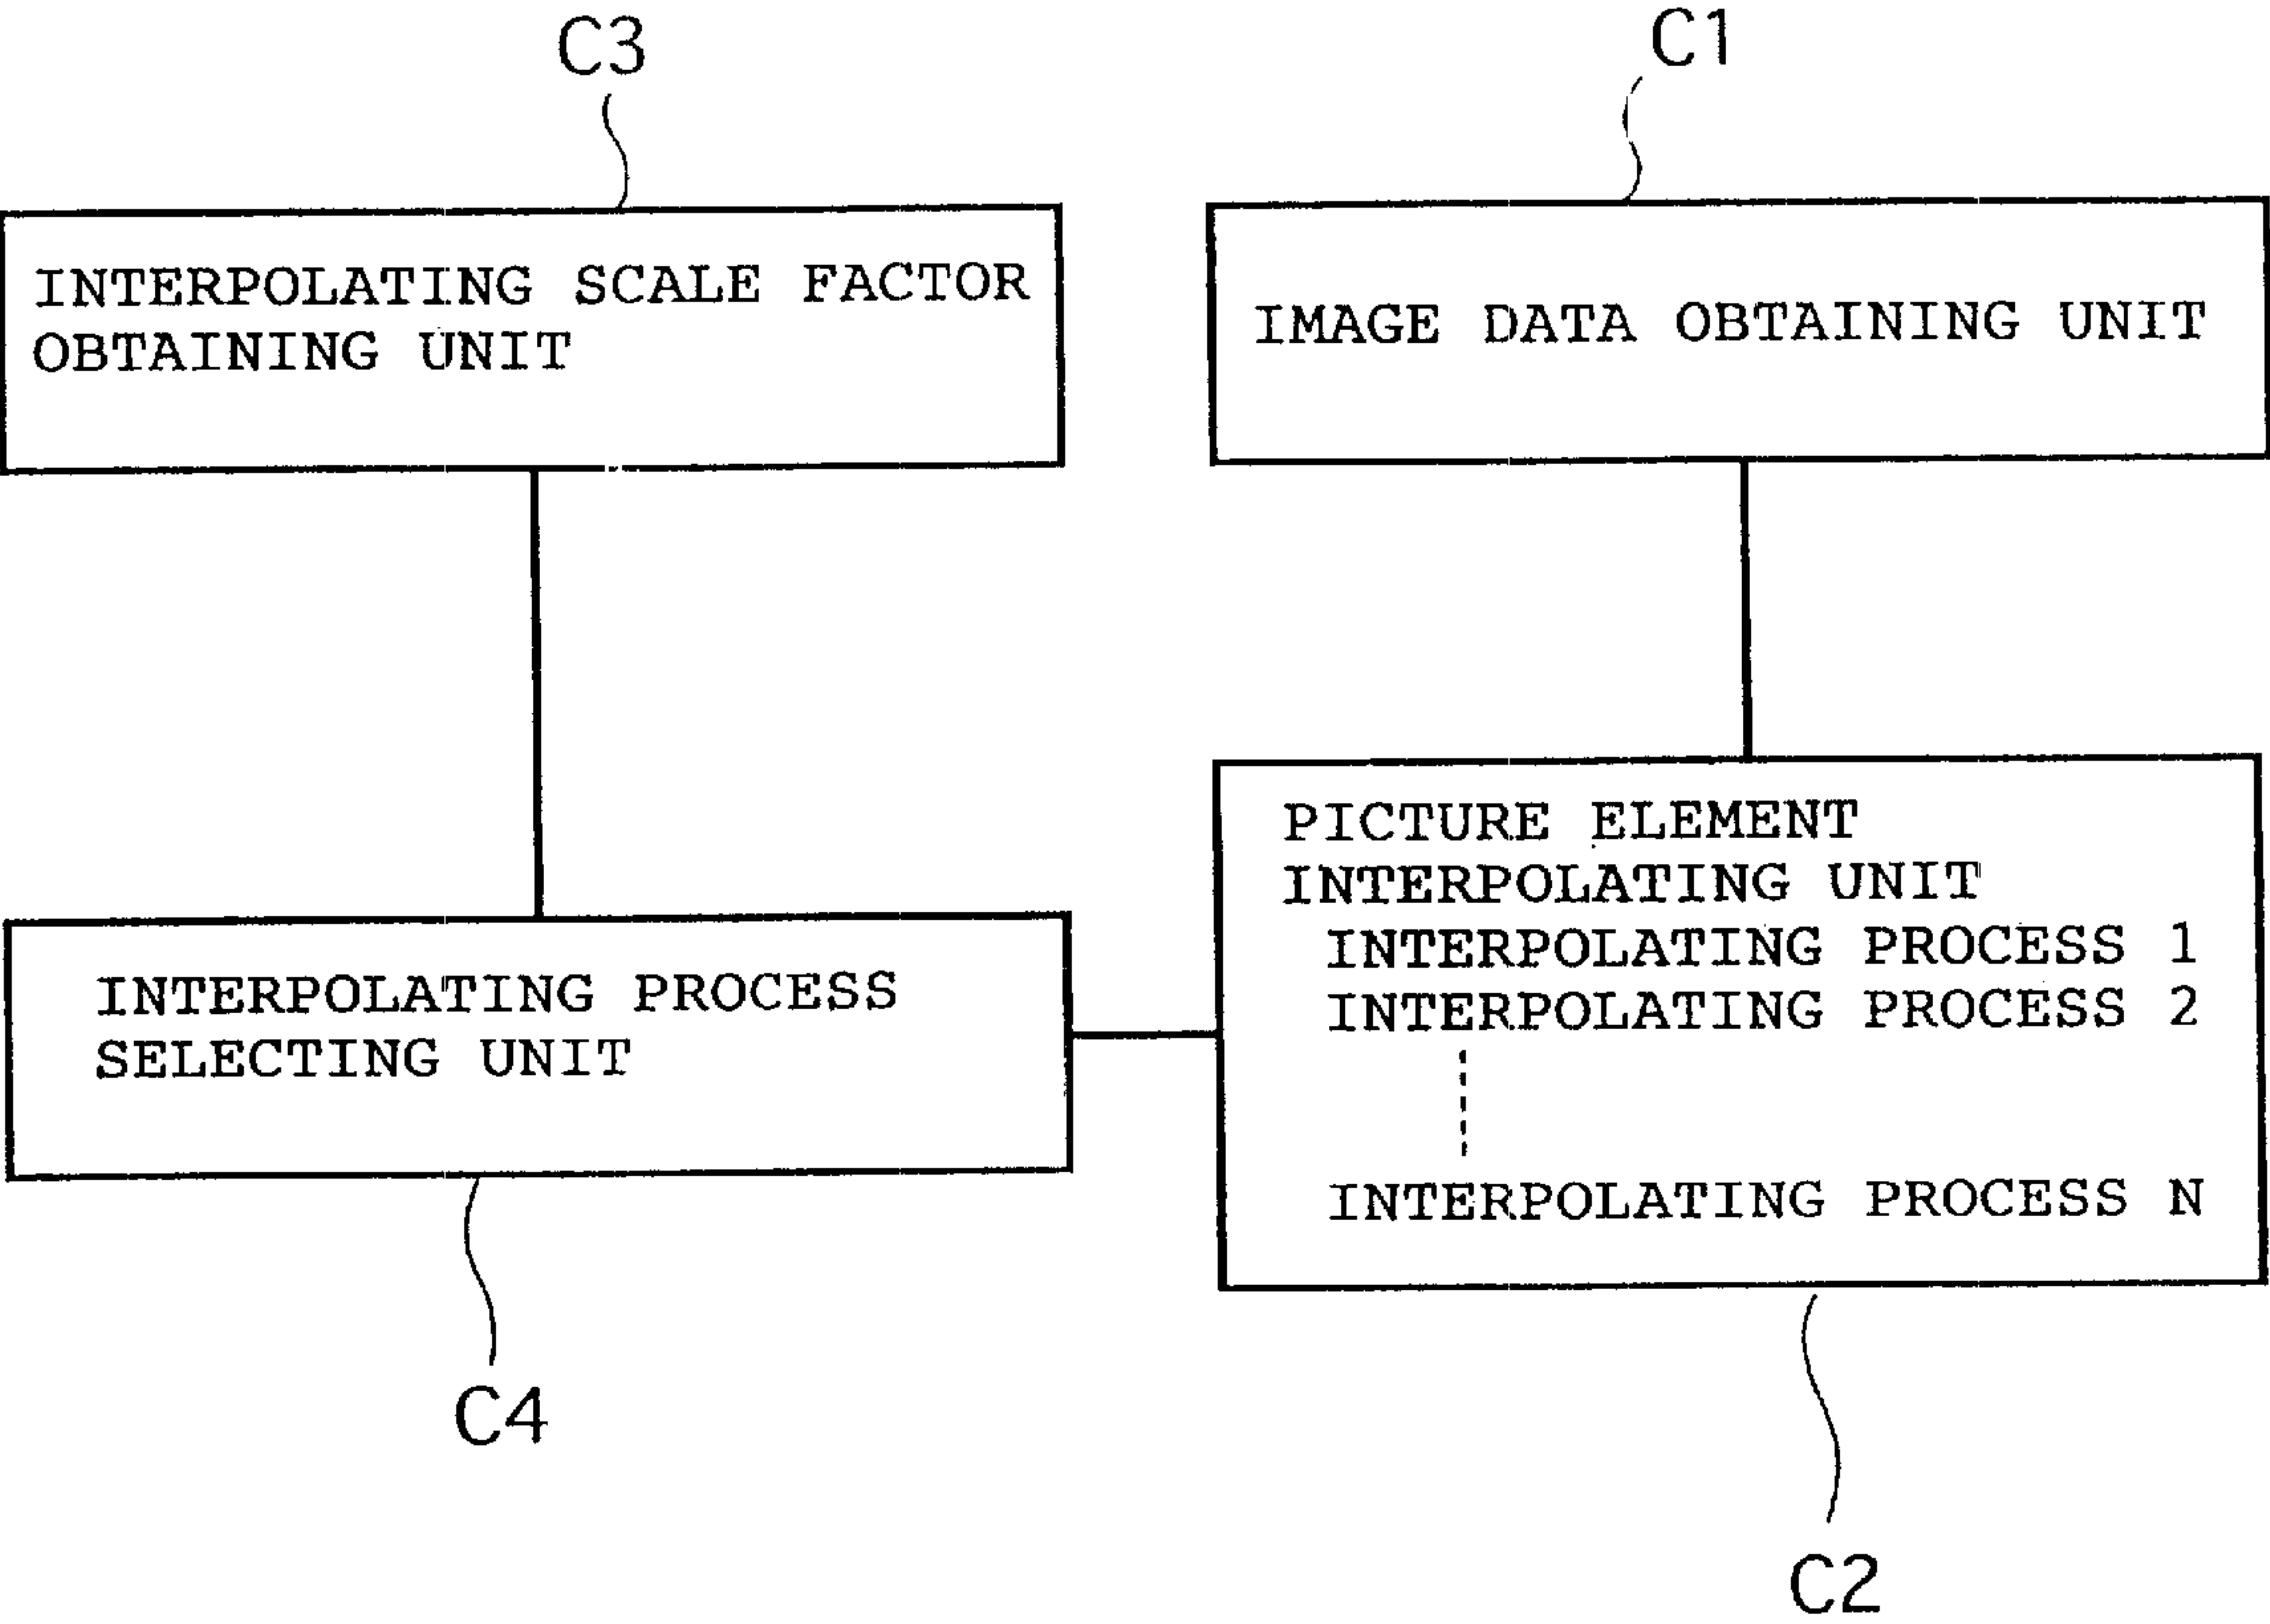 C3
C1
INTERPOLATING SCALE FACTOR
OBTAINING UNIT
IMAGE DATA OBTAINING UNIT
INTERPOLATING PROCESS
SELECTING UNIT
PICTURE ELEMENT
INTERPOLATING UNIT
INTERPOLATING PROCESS 1
INTERPOLATING PROCESS 2
INTERPOLATING PROCESS N
C4
C2